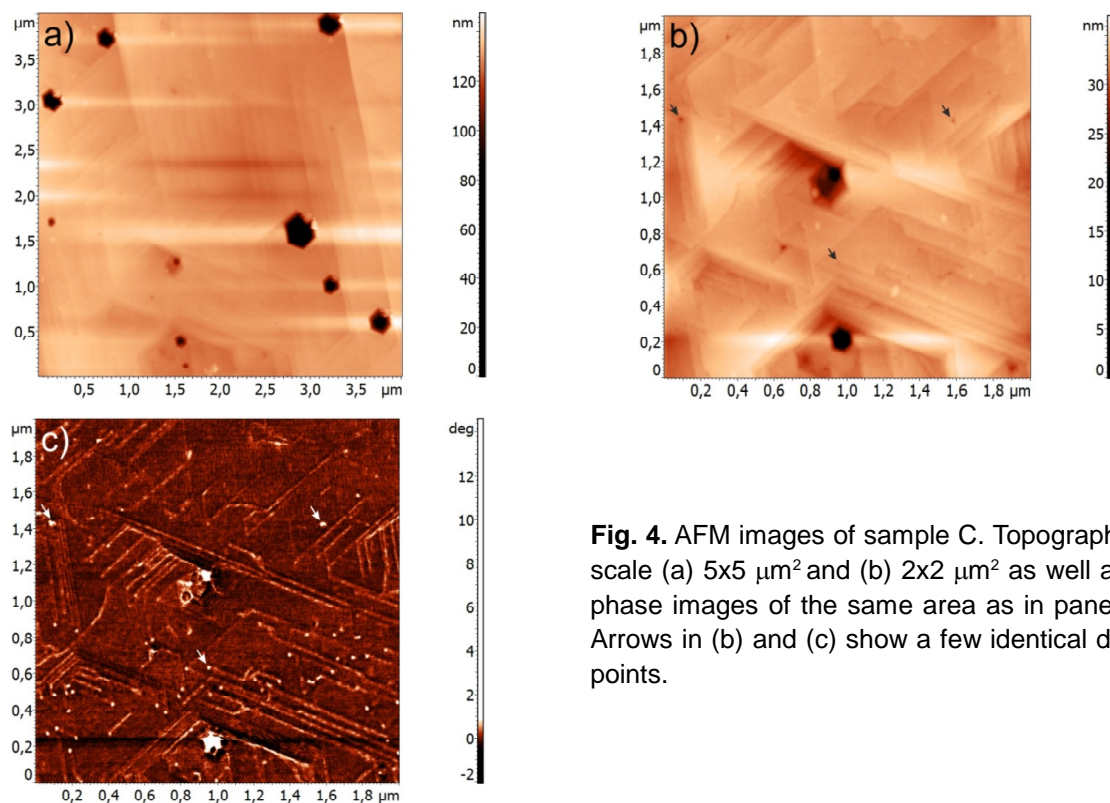 µm
a)
3,5
3,0
2,5
2,0
1,5
1,0
0,5
0,5 1,0 1,5 2,0 2,5 3,0 3,5 µm
nm
120
100
80
60
40
20
0
µm
b)
1,8
1,6
1,4
1,2
1,0
0,8
0,6
0,4
0,2
0
0,2 0,4 0,6 0,8 1,0 1,2 1,4 1,6 1,8 µm
nm
30
25
20
15
10
5
0
µm
c)
1,8
1,6
1,4
1,2
1,0
0,8
0,6
0,4
0,2
0
0,2 0,4 0,6 0,8 1,0 1,2 1,4 1,6 1,8 µm
deg
12
10
8
6
4
2
0
-2
Fig. 4. AFM images of sample C. Topograph
scale (a) 5x5 µm² and (b) 2x2 µm² as well a
phase images of the same area as in pane
Arrows in (b) and (c) show a few identical d
points.